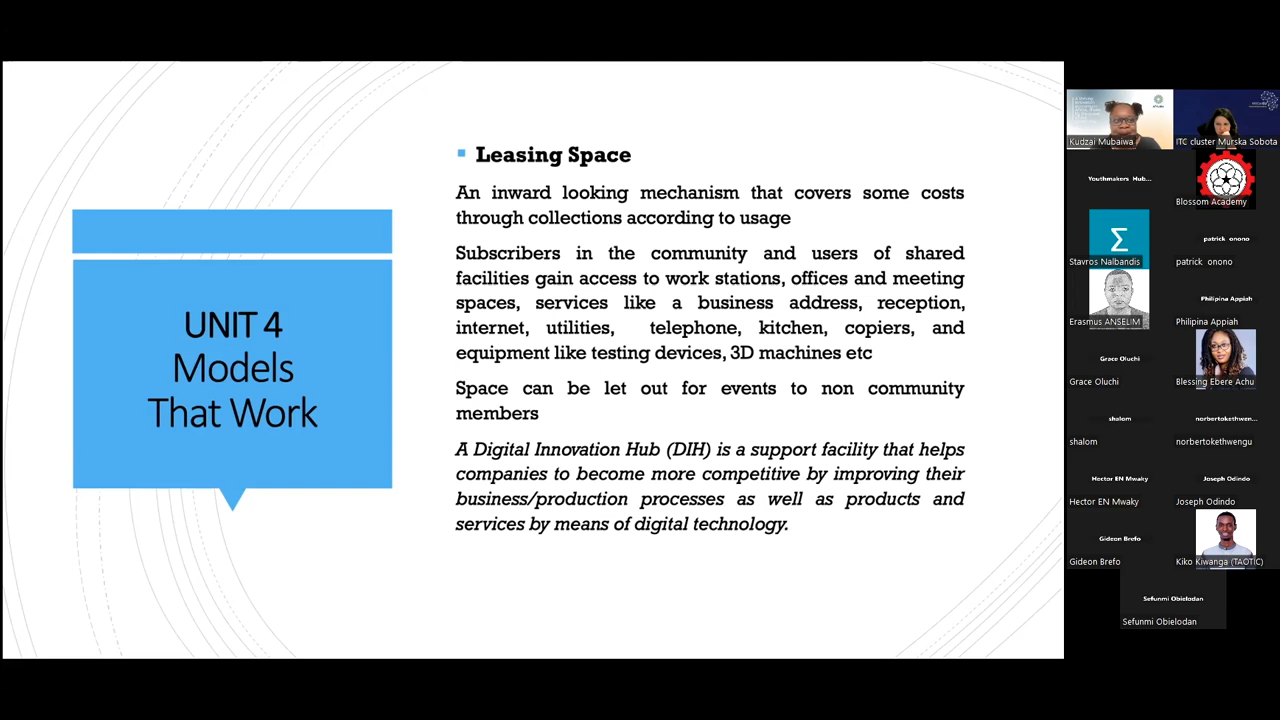 UNIT 4
Models
That Work
Leasing Space
An inward looking mechanism that covers some costs
through collections according to usage
Subscribers in the community and users of shared
facilities gain access to work stations, offices and meeting
spaces, services like a business address, reception,
internet, utilities, telephone, kitchen, copiers, and
equipment like testing devices, 3D machines etc
Space can be let out for events to non community
members
A Digital Innovation Hub (DIH) is a support facility that helps
companies to become more competitive by improving their
business/production processes as well as products and
services by means of digital technology.
Kudzai Mubaiwa
ITC cluster Murska Sobota
Youthmakers Hub...
Blossom Academy
Σ
Stavros Nalbandis
patrick onono
patrick onono
Erasmus ANSELIM
Philipina Appiah
Philipina Appiah
Grace Oluchi
Grace Oluchi
Blessing Ebere Achu
shalom
shalom
norbertokethwen...
norbertokethwengu
Hector EN Mwaky
Hector EN Mwaky
Joseph Odindo
Joseph Odindo
Gideon Brefo
Gideon Brefo
Kiko Kiwanga (TAOTIC)
Sefunmi Obielodan
Sefunmi Obielodan